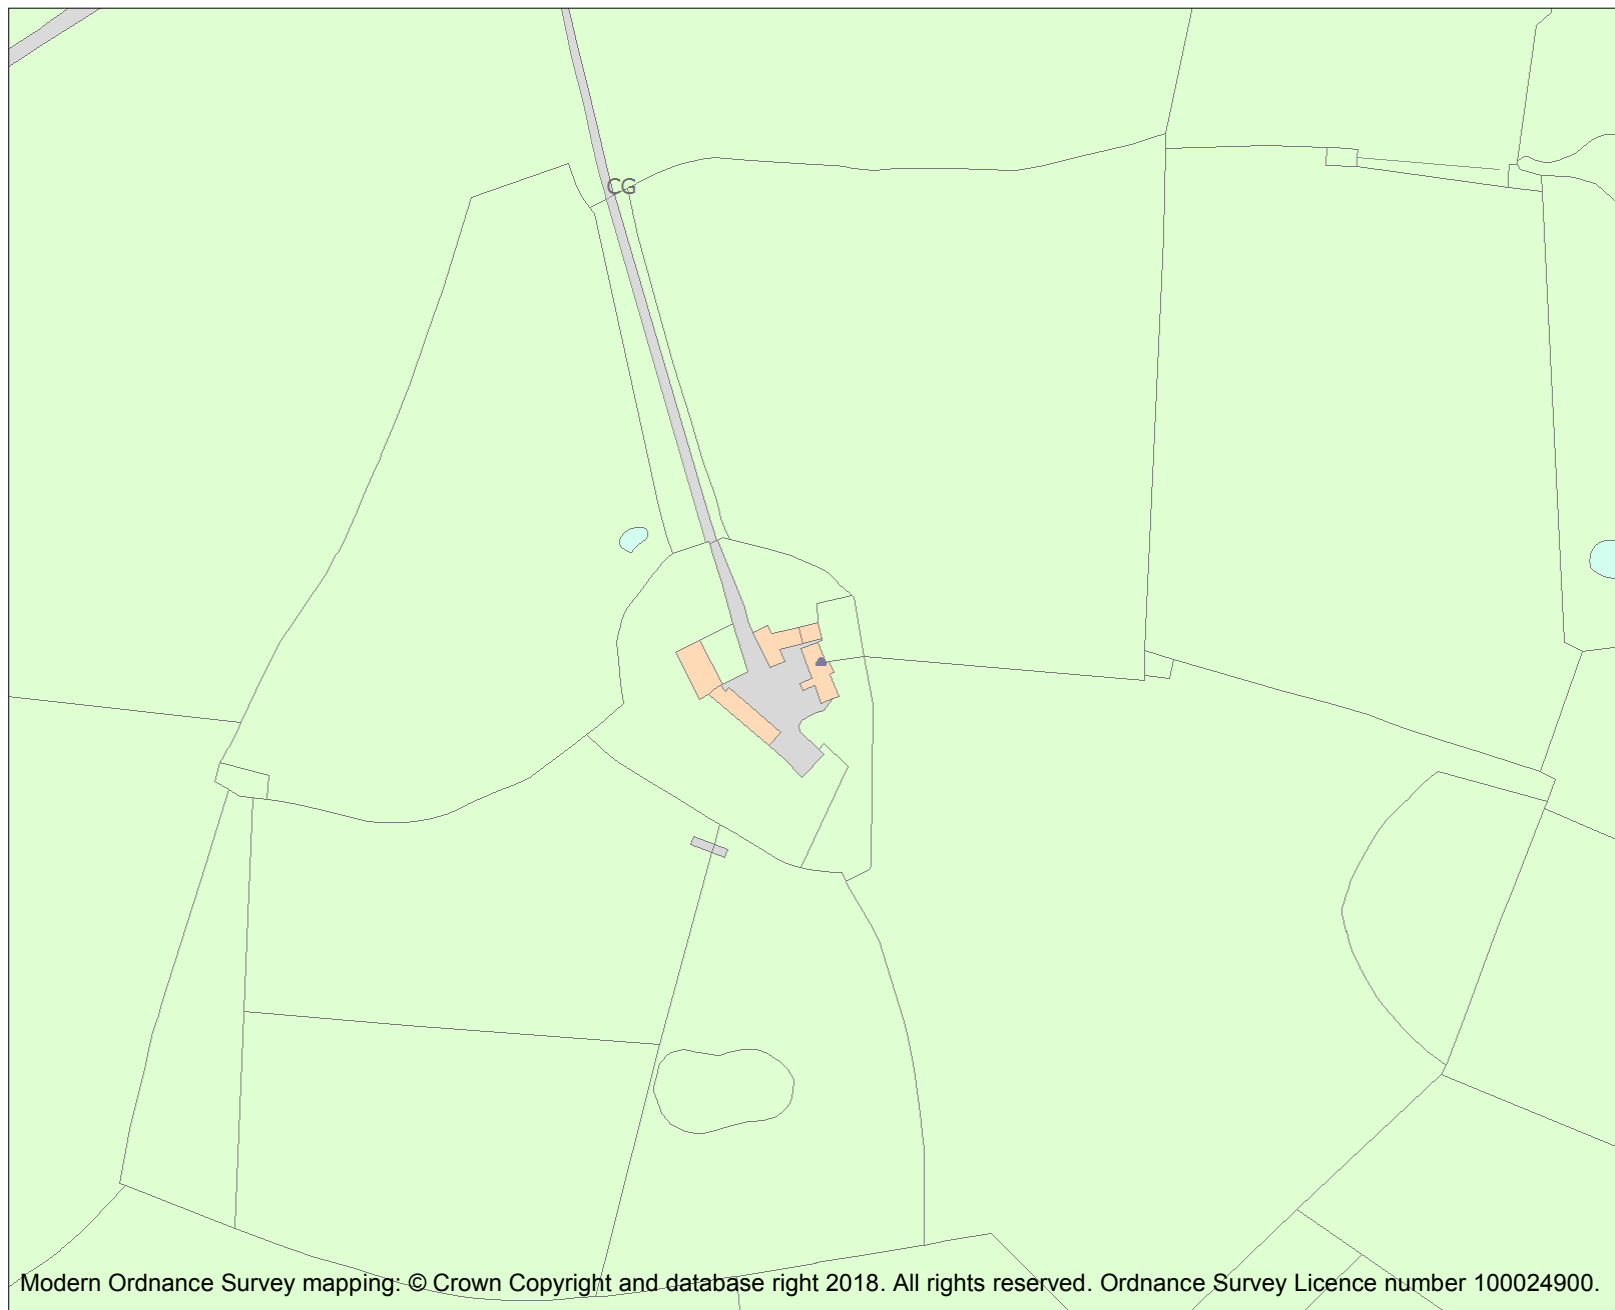 CG
Modern Ordnance Survey mapping: © Crown Copyright and database right 2018. All rights reserved. Ordnance Survey Licence number 100024900.